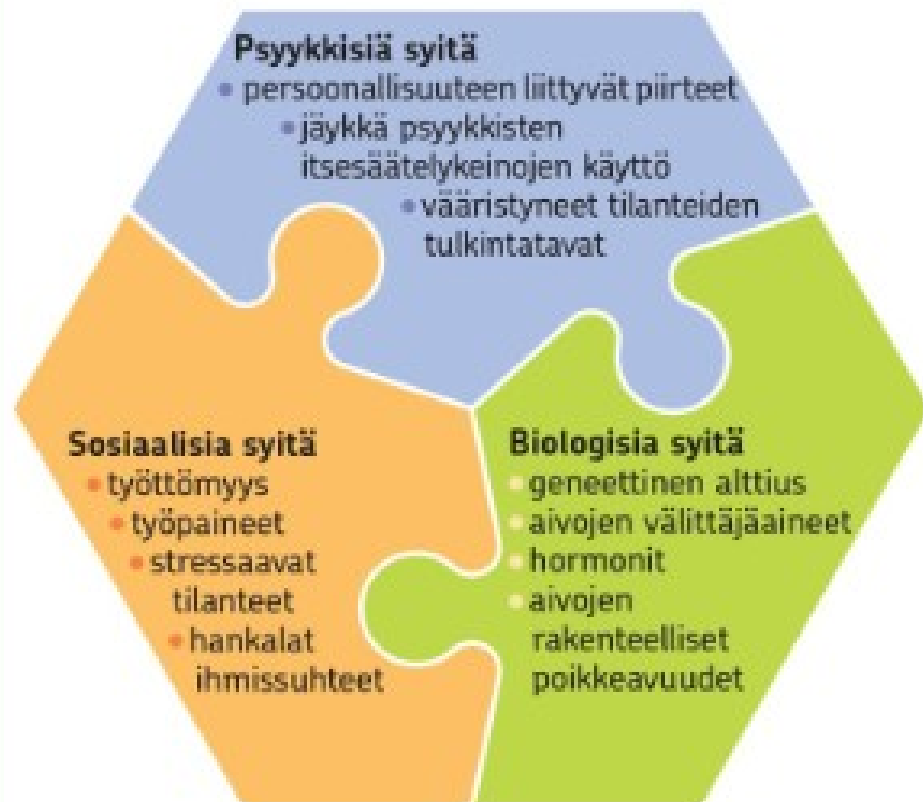 Psyykkisiä syitä
• persoonallisuuteen liittyvät piirteet
• jäykkä psyykkisten
itsesäätelykeinojen käyttö
• vääristyneet tilanteiden
tulkintatavat
Sosiaalisia syitä
• työttömyys
• työpaineet
• stressaavat
tilanteet
• hankalat
ihmissuhteet
Biologisia syitä
• geneettinen alttius
• aivojen välittäjäaineet
• hormonit
• aivojen
rakenteelliset
poikkeavuudet